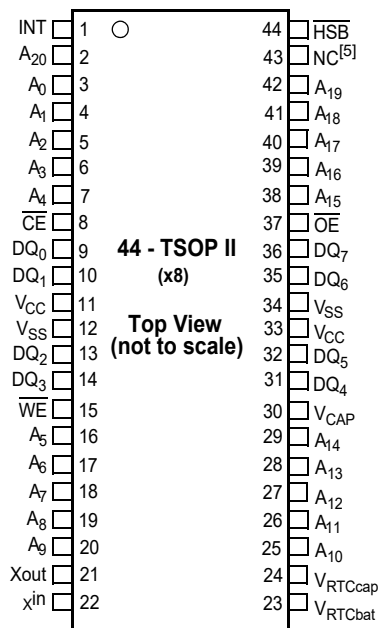 INT 1 44 H̅S̅B̅
A₂₀ 2 43 NC[5]
A₀ 3 42 A₁₉
A₁ 4 41 A₁₈
A₂ 5 40 A₁₇
A₃ 6 39 A₁₆
A₄ 7 38 A₁₅
C̅E̅ 8 37 O̅E̅
DQ₀ 9 44 - TSOP II 36 DQ₇
DQ₁ 10 (x8) 35 DQ₆
VCC 11 34 VSS
VSS 12 Top View 33 VCC
DQ₂ 13 (not to scale) 32 DQ₅
DQ₃ 14 31 DQ₄
W̅E̅ 15 30 VCAP
A₅ 16 29 A₁₄
A₆ 17 28 A₁₃
A₇ 18 27 A₁₂
A₈ 19 26 A₁₁
A₉ 20 25 A₁₀
Xout 21 24 VRTCcap
Xin 22 23 VRTCbat